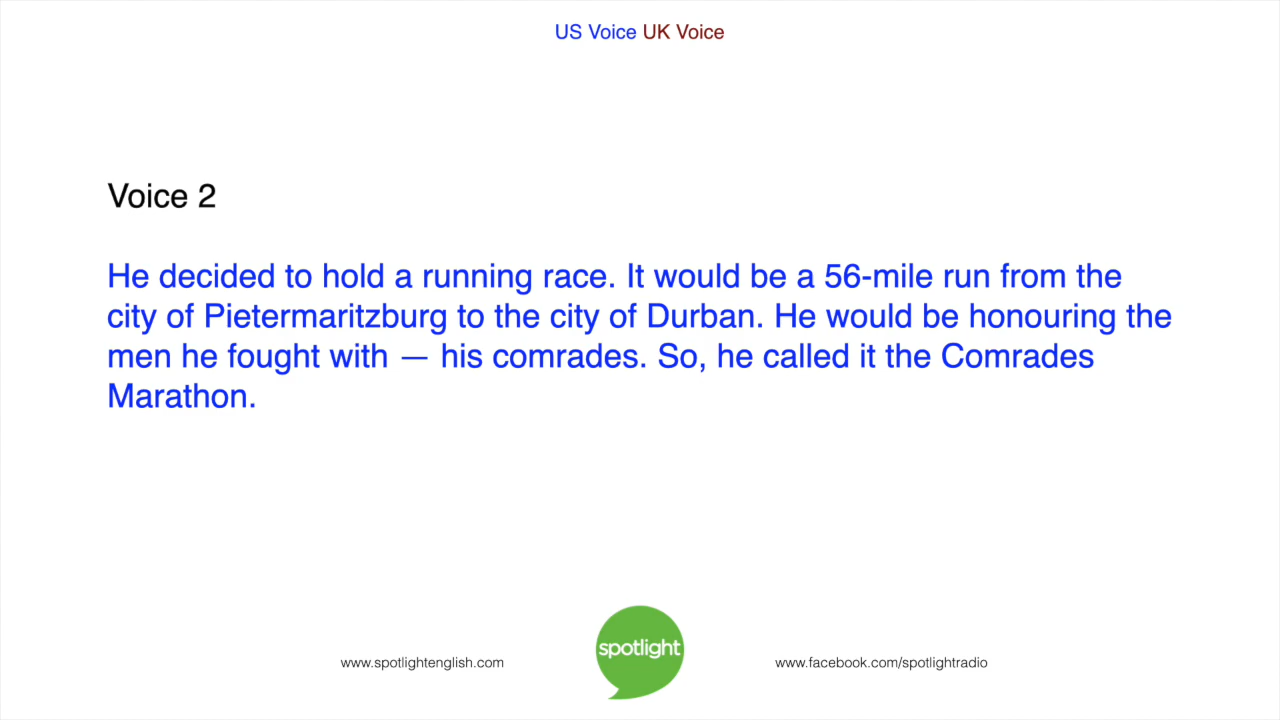 US Voice UK Voice
Voice 2
He decided to hold a running race. It would be a 56-mile run from the
city of Pietermaritzburg to the city of Durban. He would be honouring the
men he fought with — his comrades. So, he called it the Comrades
Marathon.
www.spotlightenglish.com
spotlight
www.facebook.com/spotlightradio